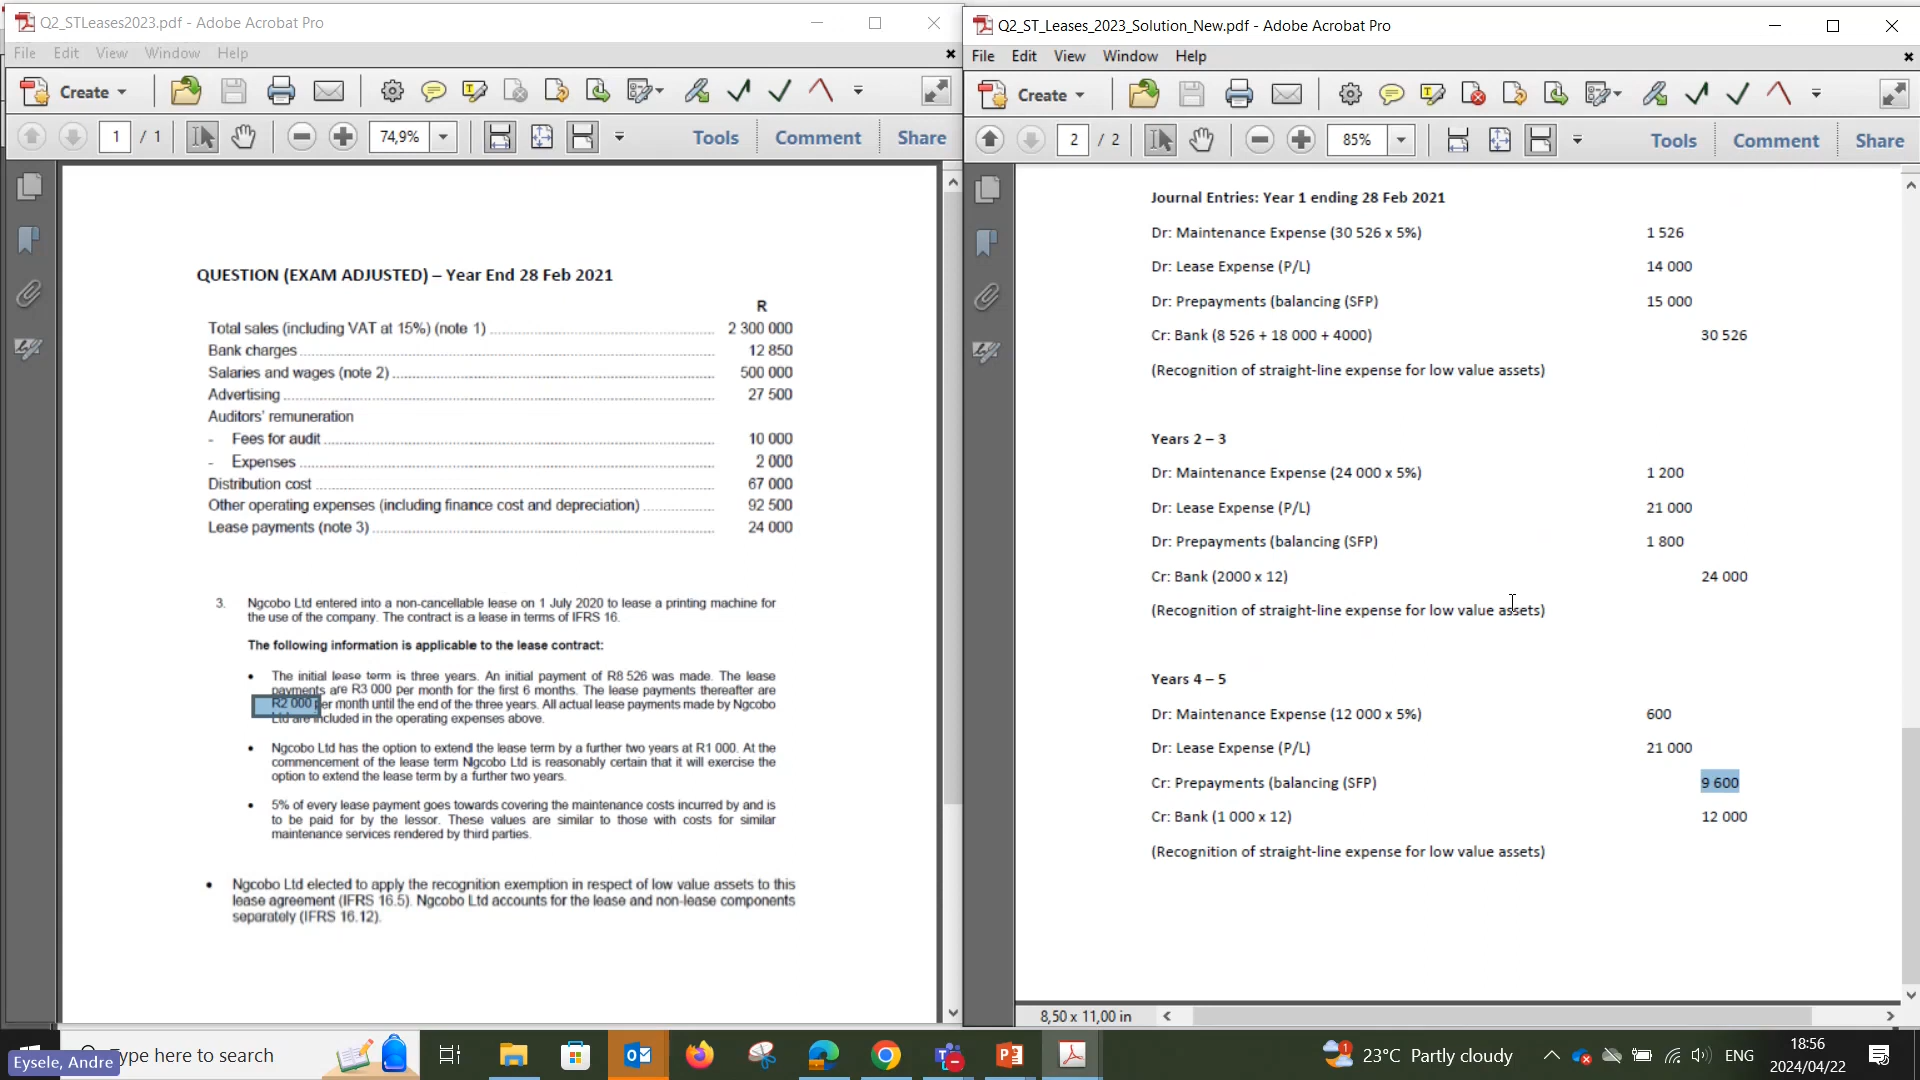 Q2_STLeases2023.pdf - Adobe Acrobat Pro
File Edit View Window Help
Create
1 / 1
74,9%
Tools Comment Share
QUESTION (EXAM ADJUSTED) – Year End 28 Feb 2021
R
Total sales (including VAT at 15%) (note 1) 2 300 000
Bank charges 12 850
Salaries and wages (note 2) 500 000
Advertising 27 500
Auditors' remuneration
- Fees for audit 10 000
- Expenses 2 000
Distribution cost 67 000
Other operating expenses (including finance cost and depreciation) 92 500
Lease payments (note 3) 24 000
3. Ngcobo Ltd entered into a non-cancellable lease on 1 July 2020 to lease a printing machine for
the use of the company. The contract is a lease in terms of IFRS 16.
The following information is applicable to the lease contract:
• The initial lease term is three years. An initial payment of R8 526 was made. The lease
payments are R3 000 per month for the first 6 months. The lease payments thereafter are
R2 000 per month until the end of the three years. All actual lease payments made by Ngcobo
Ltd are included in the operating expenses above.
• Ngcobo Ltd has the option to extend the lease term by a further two years at R1 000. At the
commencement of the lease term Ngcobo Ltd is reasonably certain that it will exercise the
option to extend the lease term by a further two years.
• 5% of every lease payment goes towards covering the maintenance costs incurred by and is
to be paid for by the lessor. These values are similar to those with costs for similar
maintenance services rendered by third parties.
• Ngcobo Ltd elected to apply the recognition exemption in respect of low value assets to this
lease agreement (IFRS 16.5). Ngcobo Ltd accounts for the lease and non-lease components
separately (IFRS 16.12).
Q2_ST_Leases_2023_Solution_New.pdf - Adobe Acrobat Pro
File Edit View Window Help
Create
2 / 2
85%
Tools Comment Share
Journal Entries: Year 1 ending 28 Feb 2021
Dr: Maintenance Expense (30 526 x 5%) 1 526
Dr: Lease Expense (P/L) 14 000
Dr: Prepayments (balancing (SFP) 15 000
Cr: Bank (8 526 + 18 000 + 4000) 30 526
(Recognition of straight-line expense for low value assets)
Years 2 – 3
Dr: Maintenance Expense (24 000 x 5%) 1 200
Dr: Lease Expense (P/L) 21 000
Dr: Prepayments (balancing (SFP) 1 800
Cr: Bank (2000 x 12) 24 000
(Recognition of straight-line expense for low value assets)
Years 4 – 5
Dr: Maintenance Expense (12 000 x 5%) 600
Dr: Lease Expense (P/L) 21 000
Cr: Prepayments (balancing (SFP) 9 600
Cr: Bank (1 000 x 12) 12 000
(Recognition of straight-line expense for low value assets)
8,50 x 11,00 in
Eysele, Andre
ype here to search
23°C Partly cloudy
ENG
18:56
2024/04/22